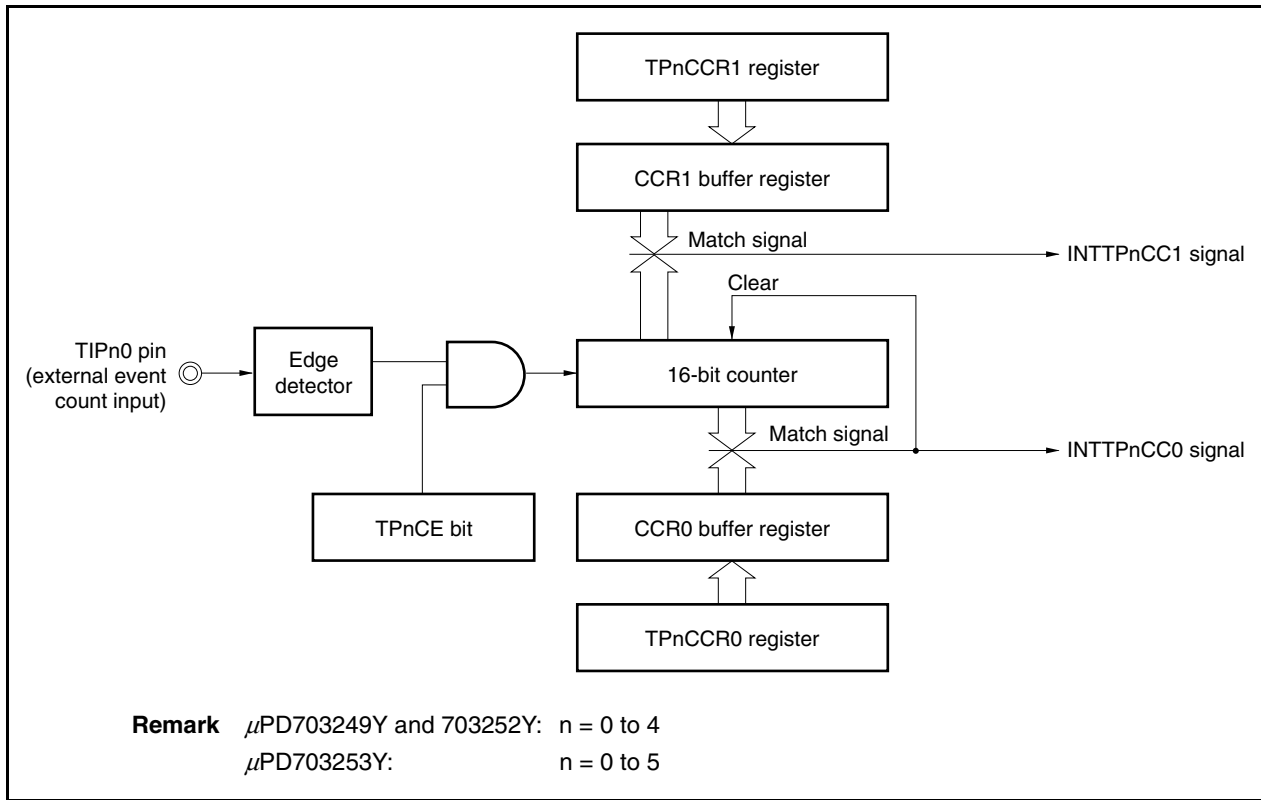 TPnCCR1 register
CCR1 buffer register
Match signal
INTTPnCC1 signal
Clear
TIPn0 pin
(external event
count input)
Edge
detector
16-bit counter
Match signal
INTTPnCC0 signal
TPnCE bit
CCR0 buffer register
TPnCCR0 register
Remark μPD703249Y and 703252Y: n = 0 to 4
μPD703253Y: n = 0 to 5